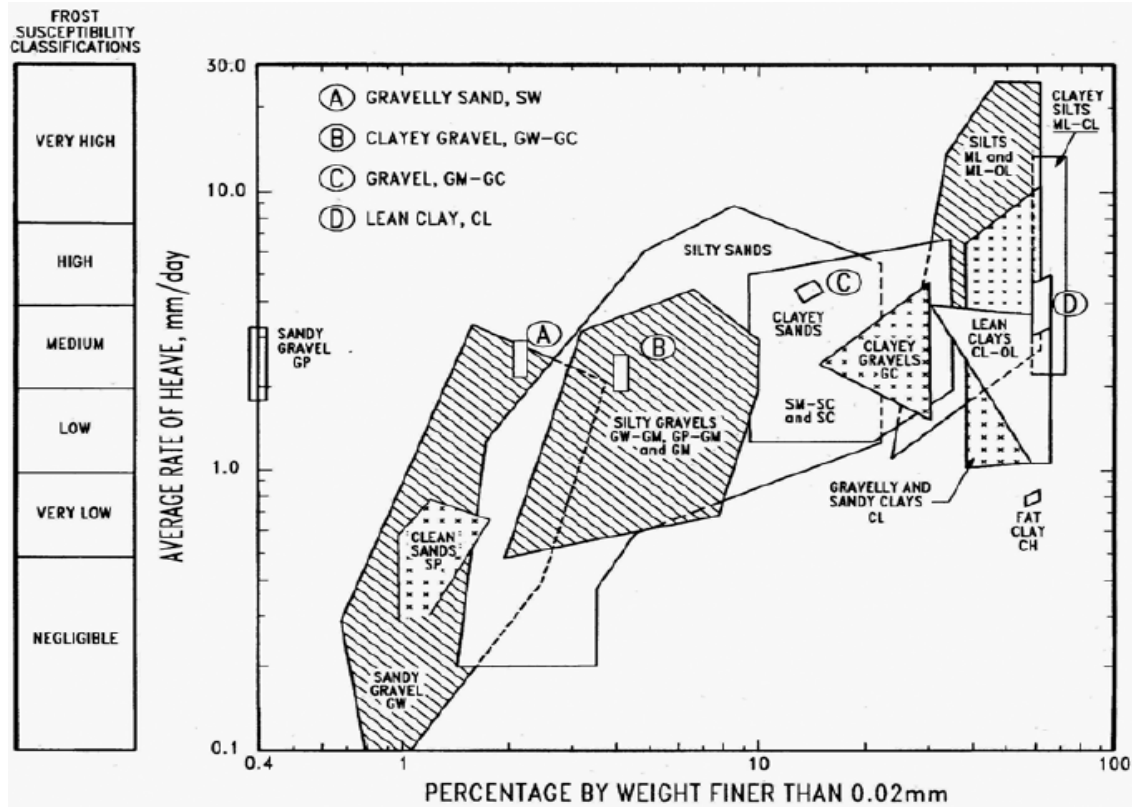 FROST
SUSCEPTIBILITY
CLASSIFICATIONS
VERY HIGH
HIGH
MEDIUM
LOW
VERY LOW
NEGLIGIBLE
AVERAGE RATE OF HEAVE, mm/day
30.0
10.0
1.0
0.1
A GRAVELLY SAND, SW
B CLAYEY GRAVEL, GW-GC
C GRAVEL, GM-GC
D LEAN CLAY, CL
CLAYEY
SILTS
ML-CL
SILTS
ML and
ML-OL
SILTY SANDS
C
D
CLAYEY
SANDS
SANDY
GRAVEL
GP
A
B
CLAYEY
GRAVELS
GC
LEAN
CLAYS
CL-OL
SILTY GRAVELS
GW-GM, GP-GM
and GM
SM-SC
and SC
GRAVELLY AND
SANDY CLAYS
CL
FAT
CLAY
CH
CLEAN
SANDS
SP
SANDY
GRAVEL
GW
0.4
1
10
100
PERCENTAGE BY WEIGHT FINER THAN 0.02mm